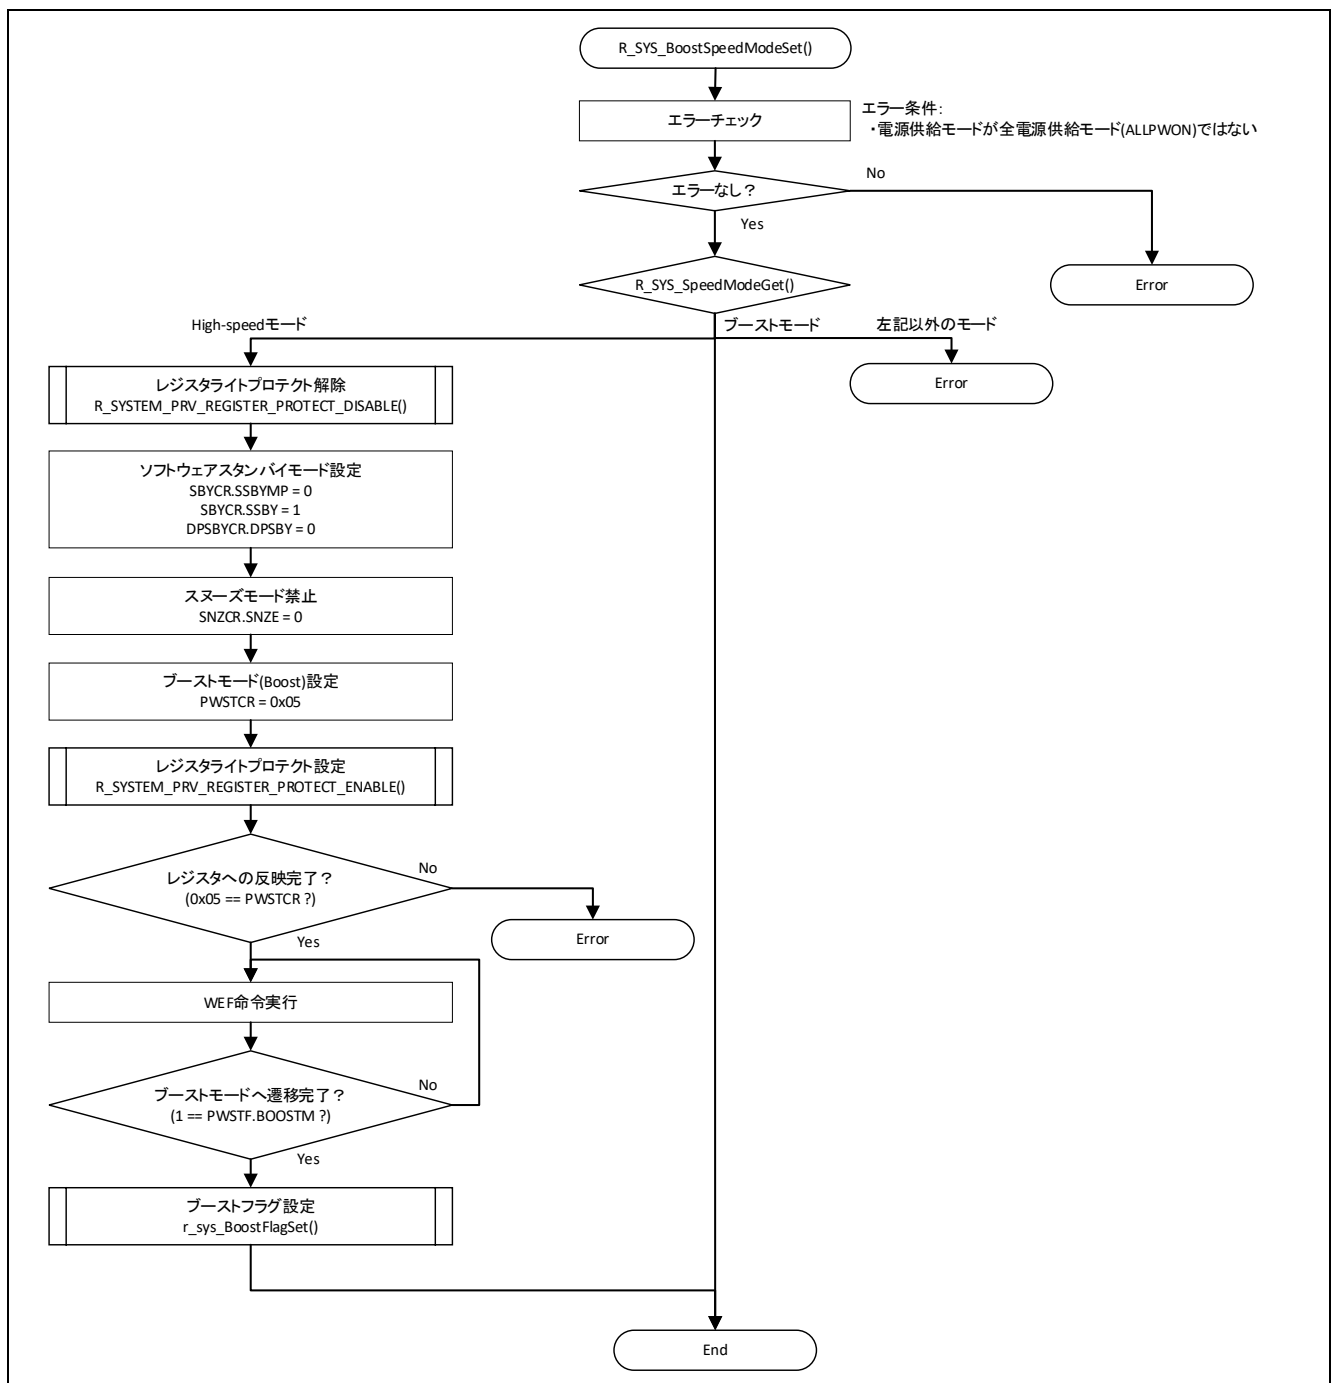 R_SYS_BoostSpeedModeSet()
エラーチェック
エラー条件:
・電源供給モードが全電源供給モード(ALLPWON)ではない
エラーなし？
No
Yes
Error
R_SYS_SpeedModeGet()
High-speedモード
ブーストモード
左記以外のモード
Error
レジスタライトプロテクト解除
R_SYSTEM_PRV_REGISTER_PROTECT_DISABLE()
ソフトウェアスタンバイモード設定
SBYCR.SSBYMP = 0
SBYCR.SSBY = 1
DPSBYCR.DPSBY = 0
スヌーズモード禁止
SNZCR.SNZE = 0
ブーストモード(Boost)設定
PWSTCR = 0x05
レジスタライトプロテクト設定
R_SYSTEM_PRV_REGISTER_PROTECT_ENABLE()
レジスタへの反映完了？
(0x05 == PWSTCR ?)
No
Error
Yes
WEF命令実行
ブーストモードへ遷移完了？
(1 == PWSTF.BOOSTM ?)
No
Yes
ブーストフラグ設定
r_sys_BoostFlagSet()
End